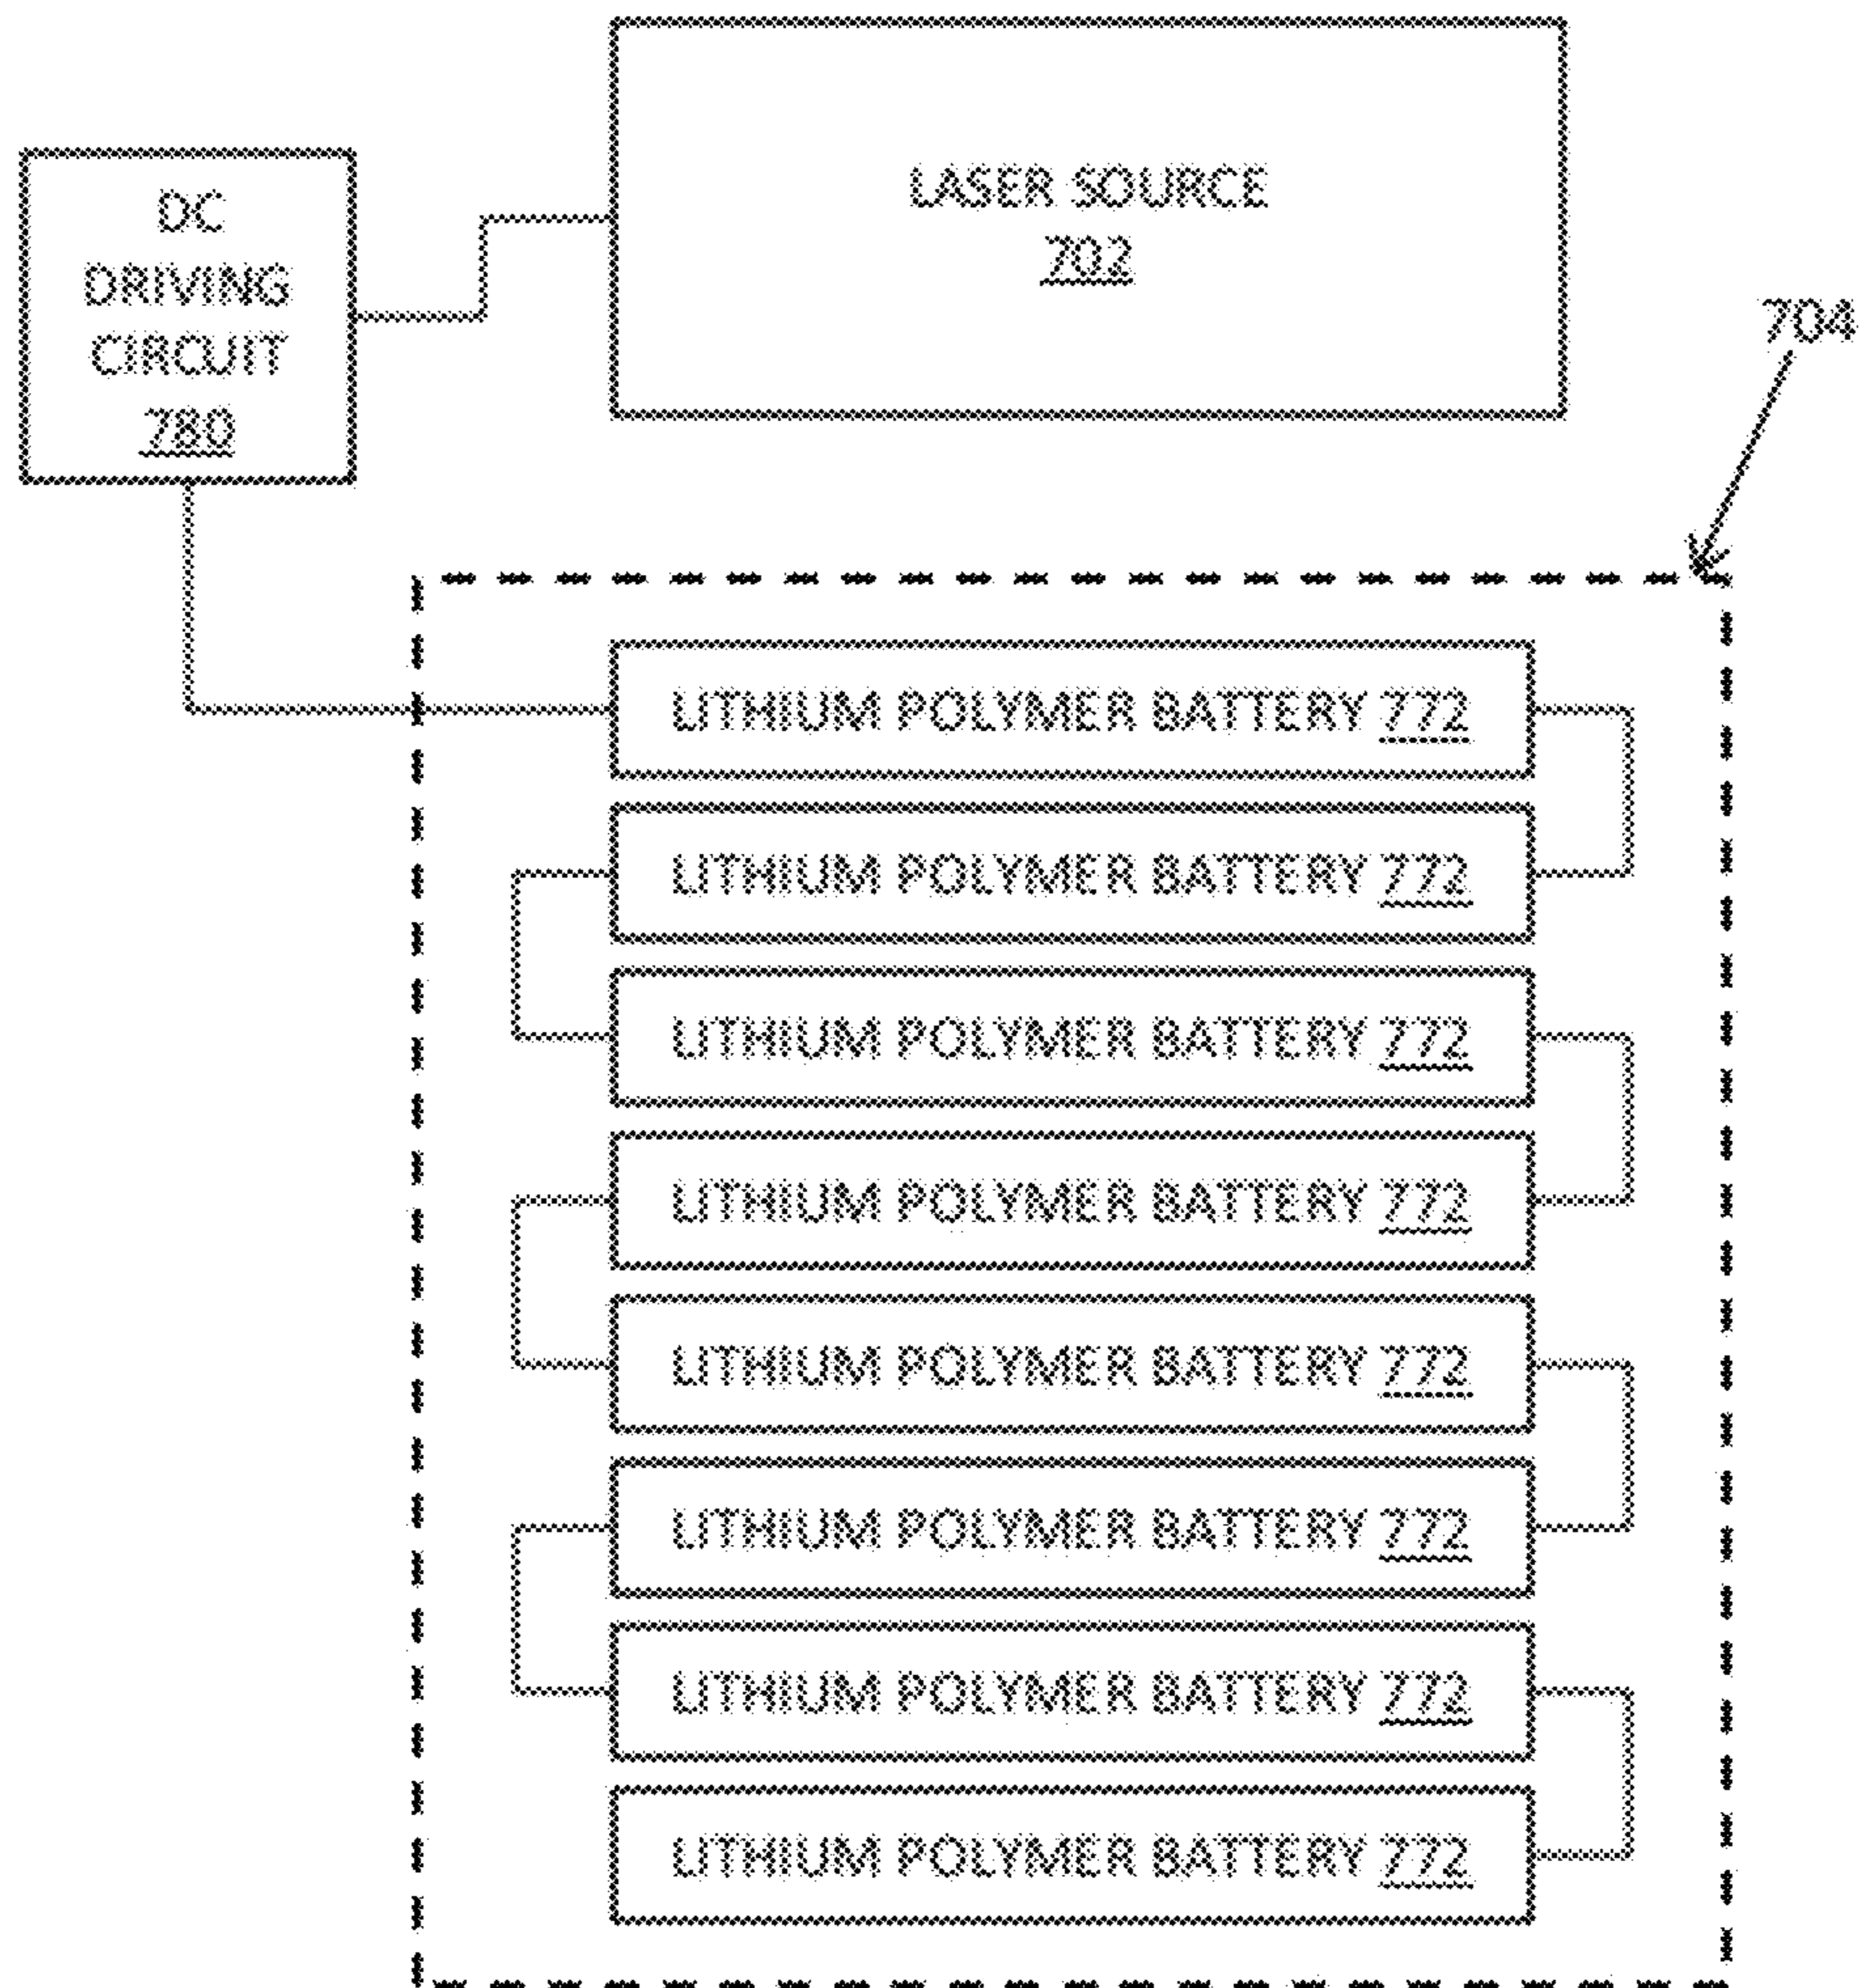 LASER SOURCE
702
DC
DRIVING
CIRCUIT
780
704
LITHIUM POLYMER BATTERY 772
LITHIUM POLYMER BATTERY 772
LITHIUM POLYMER BATTERY 772
LITHIUM POLYMER BATTERY 772
LITHIUM POLYMER BATTERY 772
LITHIUM POLYMER BATTERY 772
LITHIUM POLYMER BATTERY 772
LITHIUM POLYMER BATTERY 772